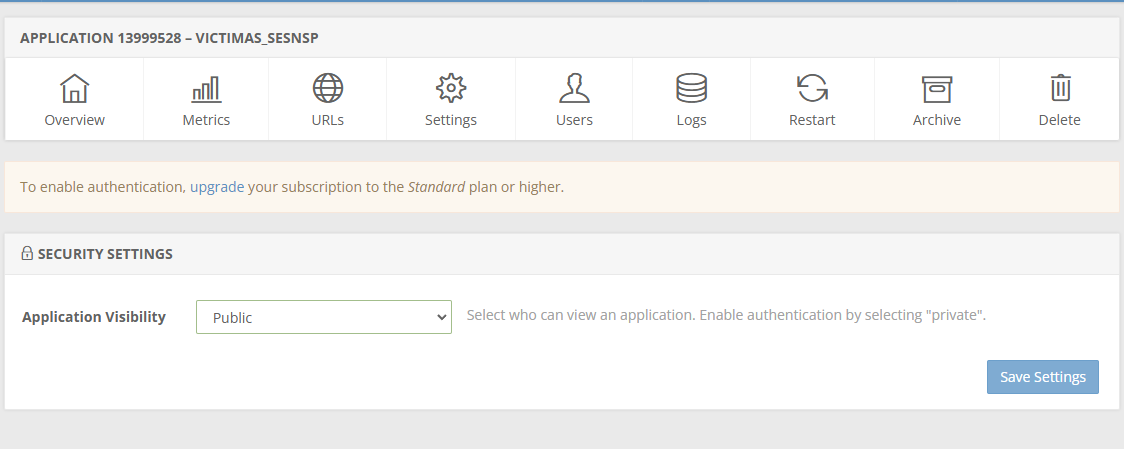 APPLICATION 13999528 – VICTIMAS_SESNSP
Overview
Metrics
URLs
Settings
Users
Logs
Restart
Archive
Delete
To enable authentication, upgrade your subscription to the Standard plan or higher.
SECURITY SETTINGS
Application Visibility
Public
Select who can view an application. Enable authentication by selecting "private".
Save Settings